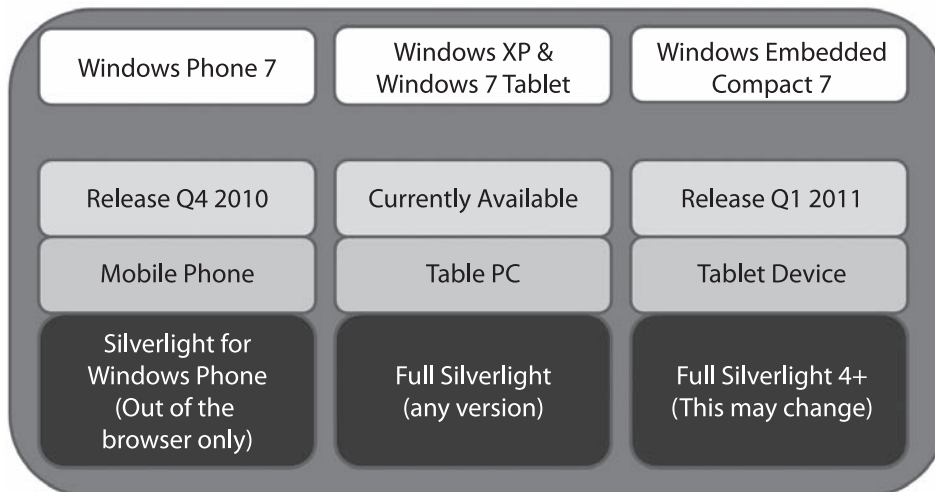 Windows Phone 7
Windows XP &
Windows 7 Tablet
Windows Embedded
Compact 7
Release Q4 2010
Currently Available
Release Q1 2011
Mobile Phone
Table PC
Tablet Device
Silverlight for
Windows Phone
(Out of the
browser only)
Full Silverlight
(any version)
Full Silverlight 4+
(This may change)